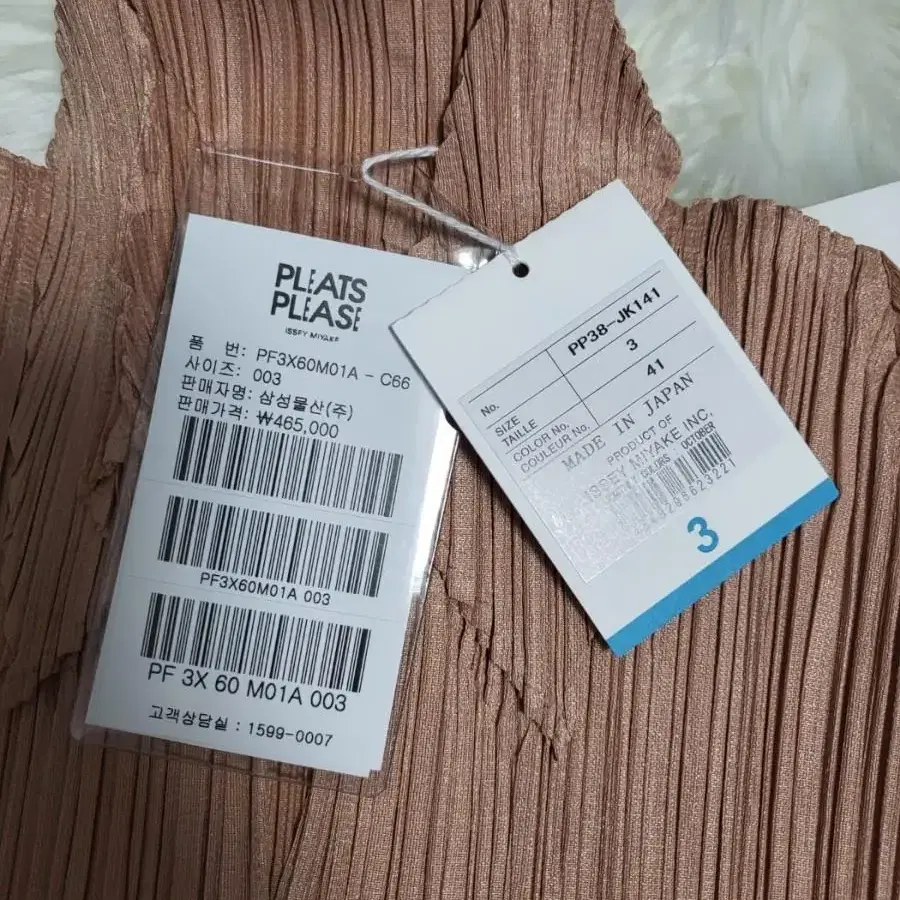 PLEATS
PLEASE
ISSEY MIYAKE
품 번: PF3X60M01A - C66
사이즈: 003
판매자명: 삼성물산(주)
판매가격: ₩465,000
PF3X60M01A 003
PF 3X 60 M01A 003
고객상담실 : 1599-0007
No. PP38-JK141
SIZE
TAILLE 3
COLOR No.
COULEUR No. 41
MADE IN JAPAN
PRODUCT OF
ISSEY MIYAKE INC.
COLORS : OCTOBER
3